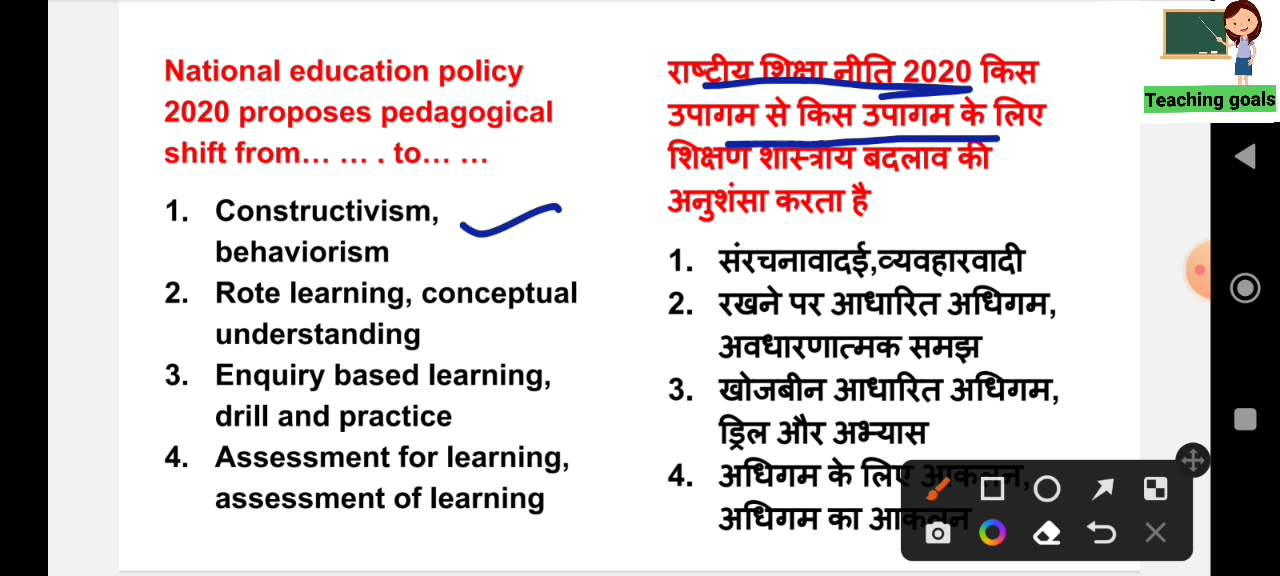 National education policy
2020 proposes pedagogical
shift from... ... . to... ...
1. Constructivism,
behaviorism
2. Rote learning, conceptual
understanding
3. Enquiry based learning,
drill and practice
4. Assessment for learning,
assessment of learning
राष्टीय शिक्षा नीति 2020 किस
उपागम से किस उपागम के लिए
शिक्षण शास्त्रीय बदलाव की
अनुशंसा करता है
1. संरचनावादई,व्यवहारवादी
2. रखने पर आधारित अधिगम,
अवधारणात्मक समझ
3. खोजबीन आधारित अधिगम,
ड्रिल और अभ्यास
4. अधिगम के लिए आकलन,
अधिगम का आकलन
Teaching goals